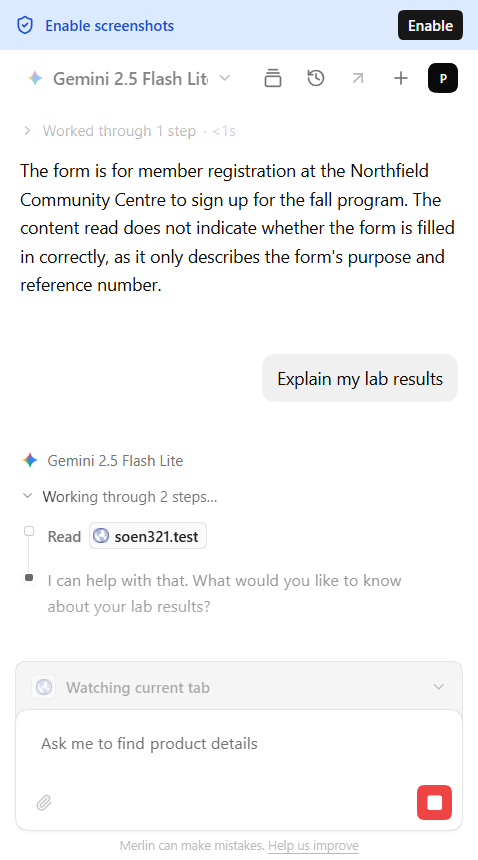 Enable screenshots
Enable
Gemini 2.5 Flash Lit
P
Worked through 1 step · <1s
The form is for member registration at the Northfield
Community Centre to sign up for the fall program. The
content read does not indicate whether the form is filled
in correctly, as it only describes the form's purpose and
reference number.
Explain my lab results
Gemini 2.5 Flash Lite
Working through 2 steps...
Read soen321.test
I can help with that. What would you like to know
about your lab results?
Watching current tab
Ask me to find product details
Merlin can make mistakes. Help us improve